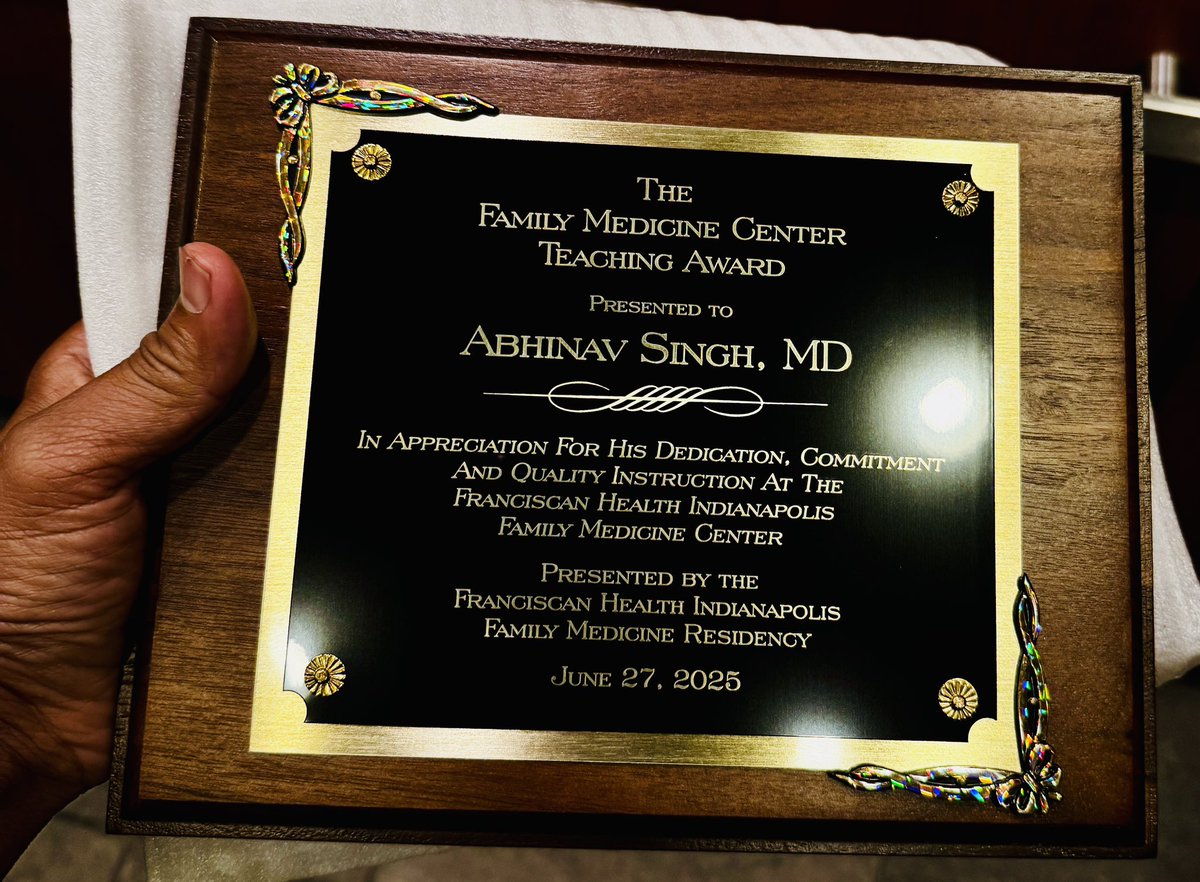 The
Family Medicine Center
Teaching Award
Presented to
Abhinav Singh, MD
In Appreciation For His Dedication, Commitment
And Quality Instruction At The
Franciscan Health Indianapolis
Family Medicine Center
Presented by the
Franciscan Health Indianapolis
Family Medicine Residency
June 27, 2025